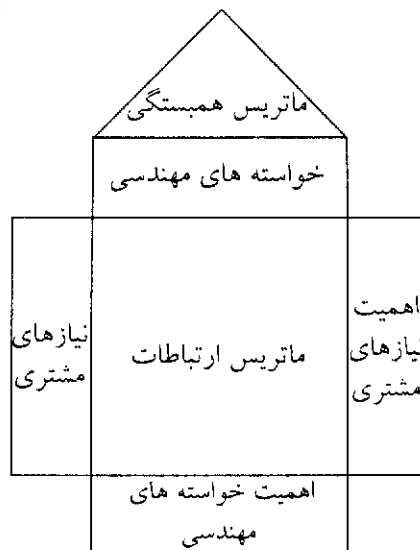 ماتریس همبستگی
خواسته های مهندسی
اهمیت
نیازهای
مشتری
ماتریس ارتباطات
نیازهای
مشتری
اهمیت خواسته های
مهندسی